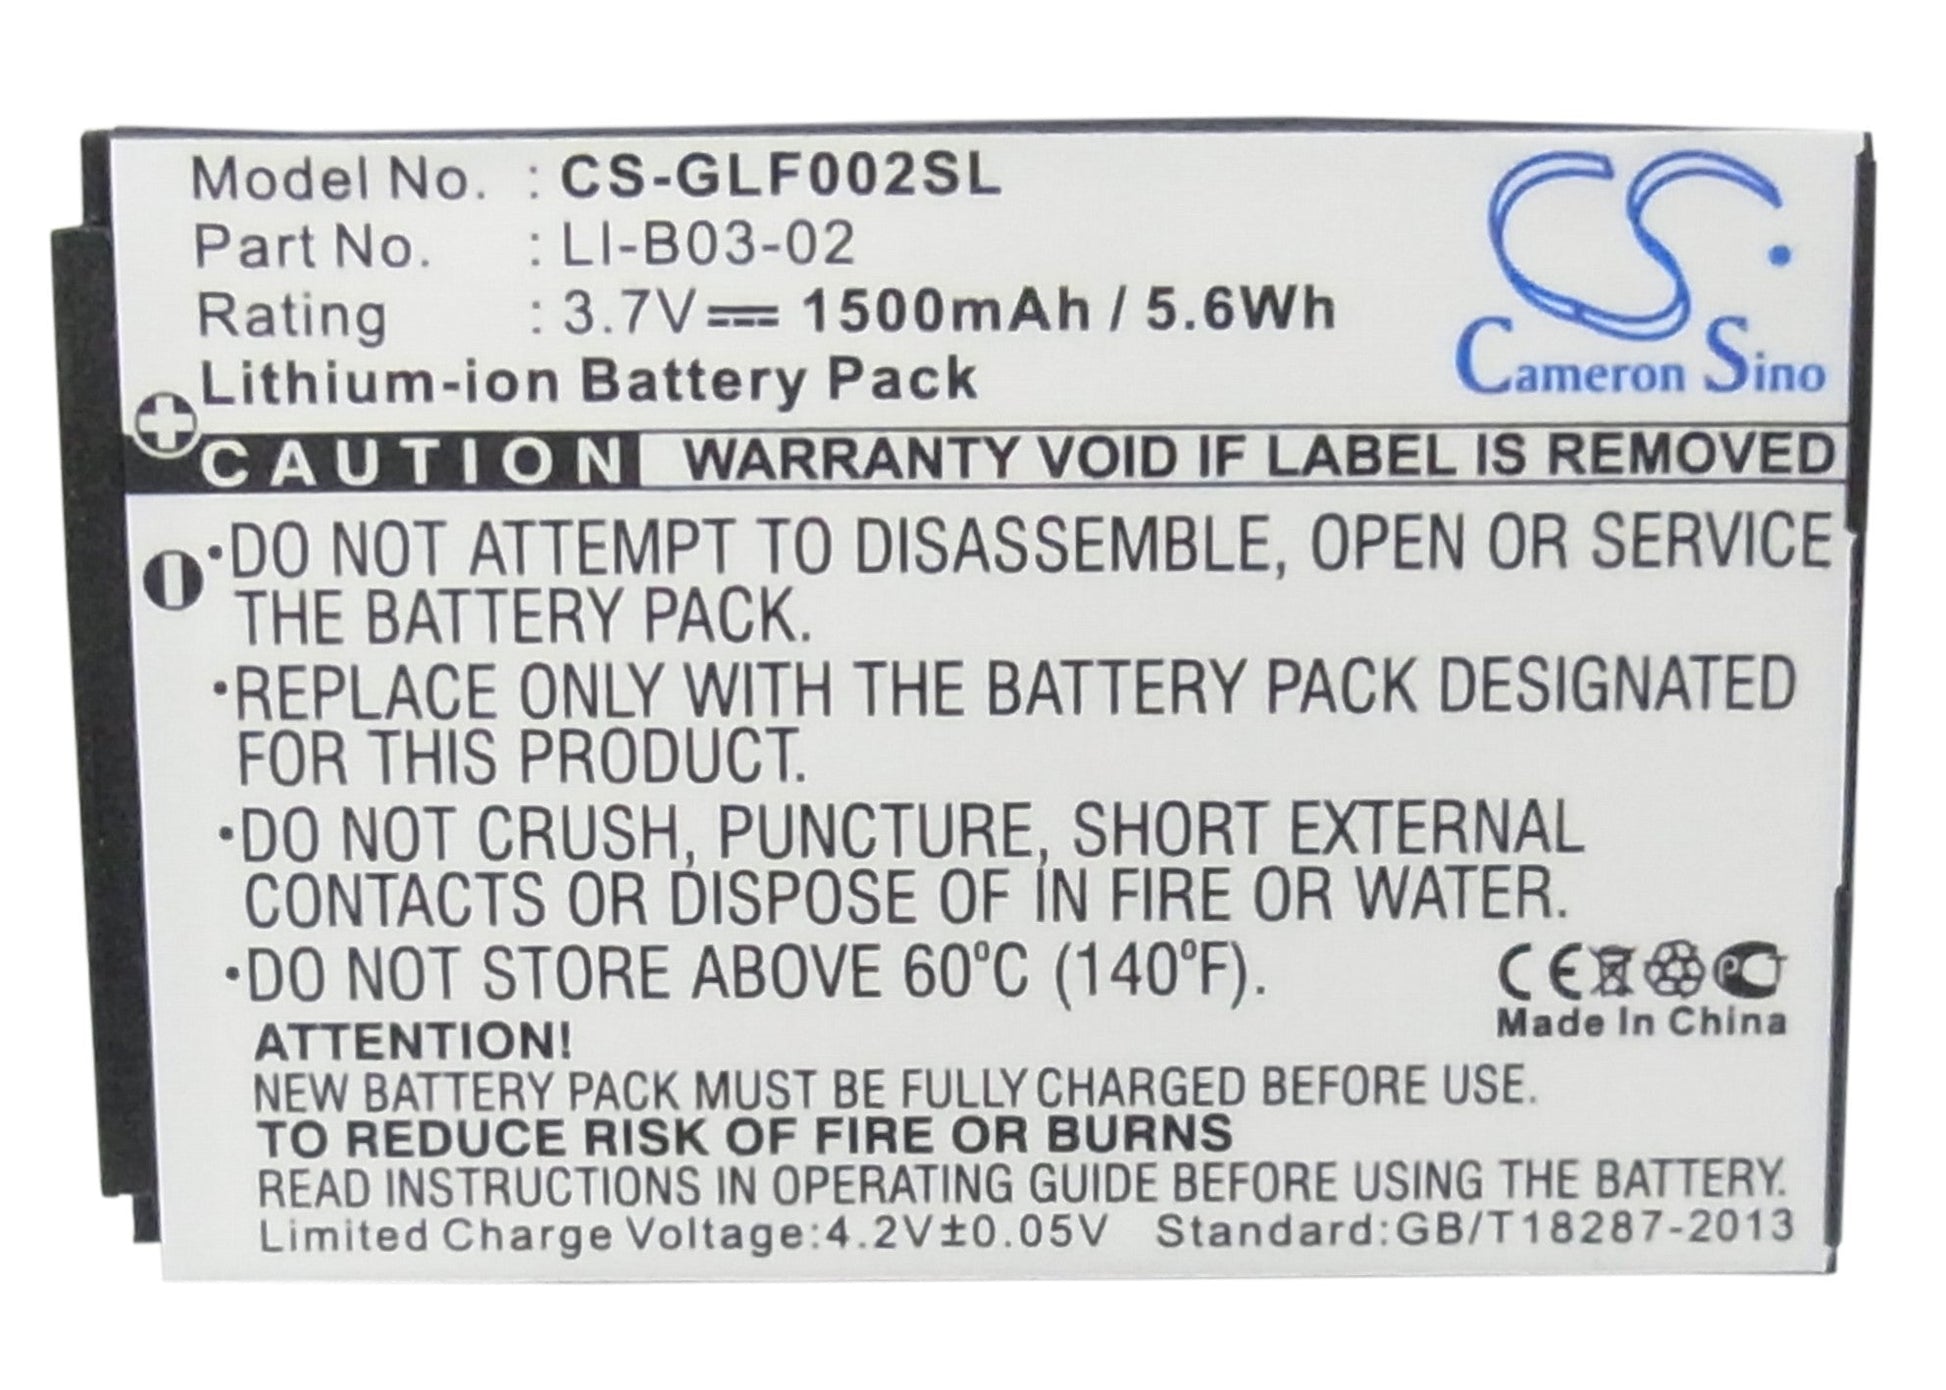 Model No. : CS-GLF002SL
Part No. : LI-B03-02
Rating : 3.7V⎓ 1500mAh / 5.6Wh
Lithium-ion Battery Pack
CS
Cameron Sino
CAUTION WARRANTY VOID IF LABEL IS REMOVED
•DO NOT ATTEMPT TO DISASSEMBLE, OPEN OR SERVICE
THE BATTERY PACK.
•REPLACE ONLY WITH THE BATTERY PACK DESIGNATED
FOR THIS PRODUCT.
•DO NOT CRUSH, PUNCTURE, SHORT EXTERNAL
CONTACTS OR DISPOSE OF IN FIRE OR WATER.
•DO NOT STORE ABOVE 60°C (140°F).
CE
Made In China
ATTENTION!
NEW BATTERY PACK MUST BE FULLY CHARGED BEFORE USE.
TO REDUCE RISK OF FIRE OR BURNS
READ INSTRUCTIONS IN OPERATING GUIDE BEFORE USING THE BATTERY.
Limited Charge Voltage:4.2V±0.05V Standard:GB/T18287-2013